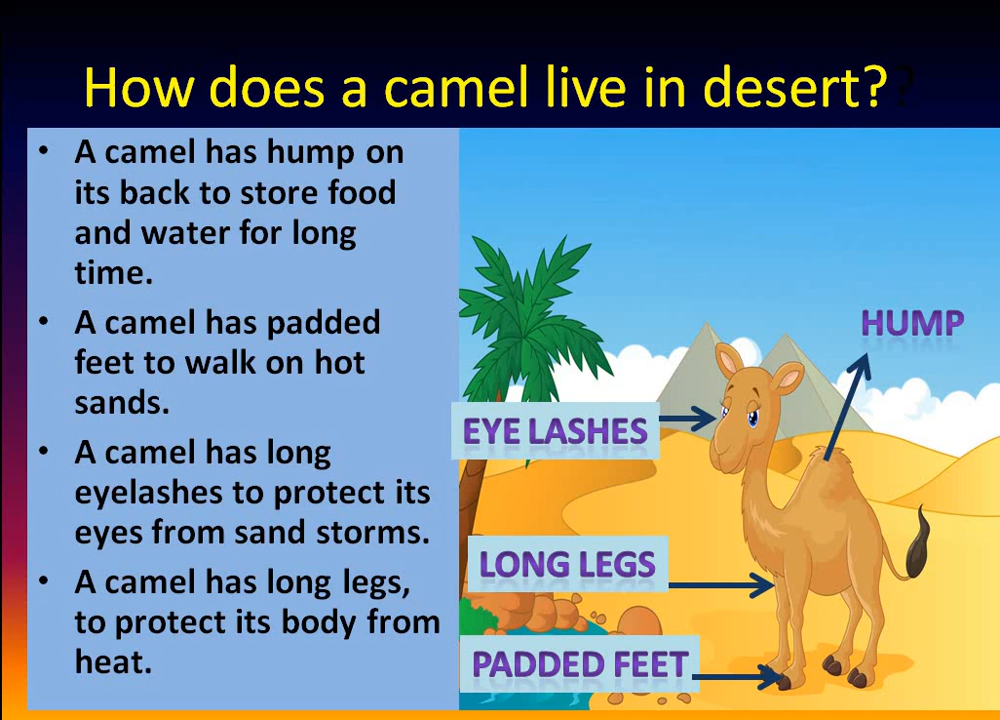 How does a camel live in desert??
• A camel has hump on
its back to store food
and water for long
time.
• A camel has padded
feet to walk on hot
sands.
• A camel has long
eyelashes to protect its
eyes from sand storms.
• A camel has long legs,
to protect its body from
heat.
HUMP
EYE LASHES
LONG LEGS
PADDED FEET